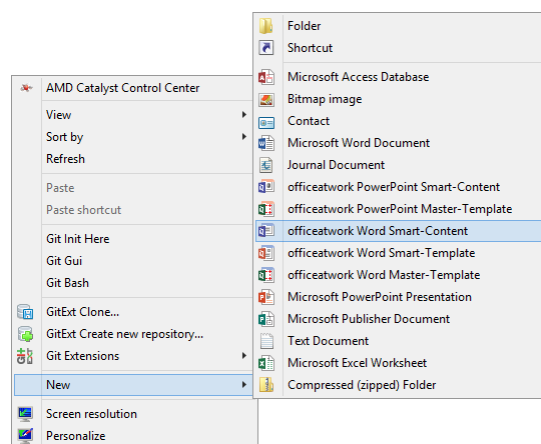 AMD Catalyst Control Center
View
Sort by
Refresh
Paste
Paste shortcut
Git Init Here
Git Gui
Git Bash
GitExt Clone...
GitExt Create new repository...
Git Extensions
New
Screen resolution
Personalize
Folder
Shortcut
Microsoft Access Database
Bitmap image
Contact
Microsoft Word Document
Journal Document
officeatwork PowerPoint Smart-Content
officeatwork PowerPoint Master-Template
officeatwork Word Smart-Content
officeatwork Word Smart-Template
officeatwork Word Master-Template
Microsoft PowerPoint Presentation
Microsoft Publisher Document
Text Document
Microsoft Excel Worksheet
Compressed (zipped) Folder